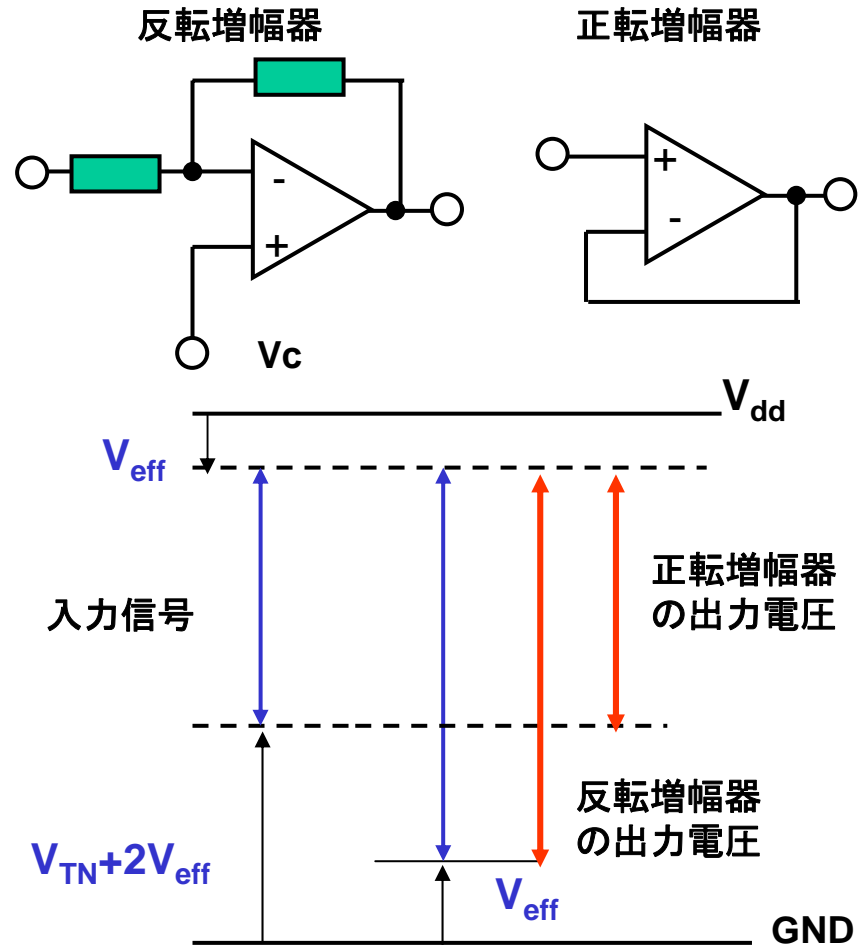 反転増幅器
正転増幅器
-
+
+
-
Vc
Vdd
Veff
入力信号
正転増幅器
の出力電圧
反転増幅器
の出力電圧
VTN+2Veff
Veff
GND